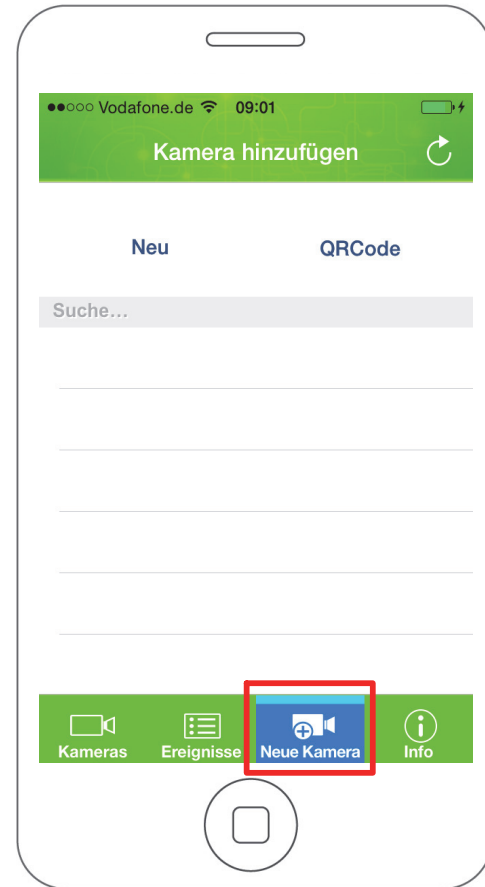 Vodafone.de 09:01
Kamera hinzufügen
Neu QRCode
Suche...
Kameras Ereignisse Neue Kamera Info